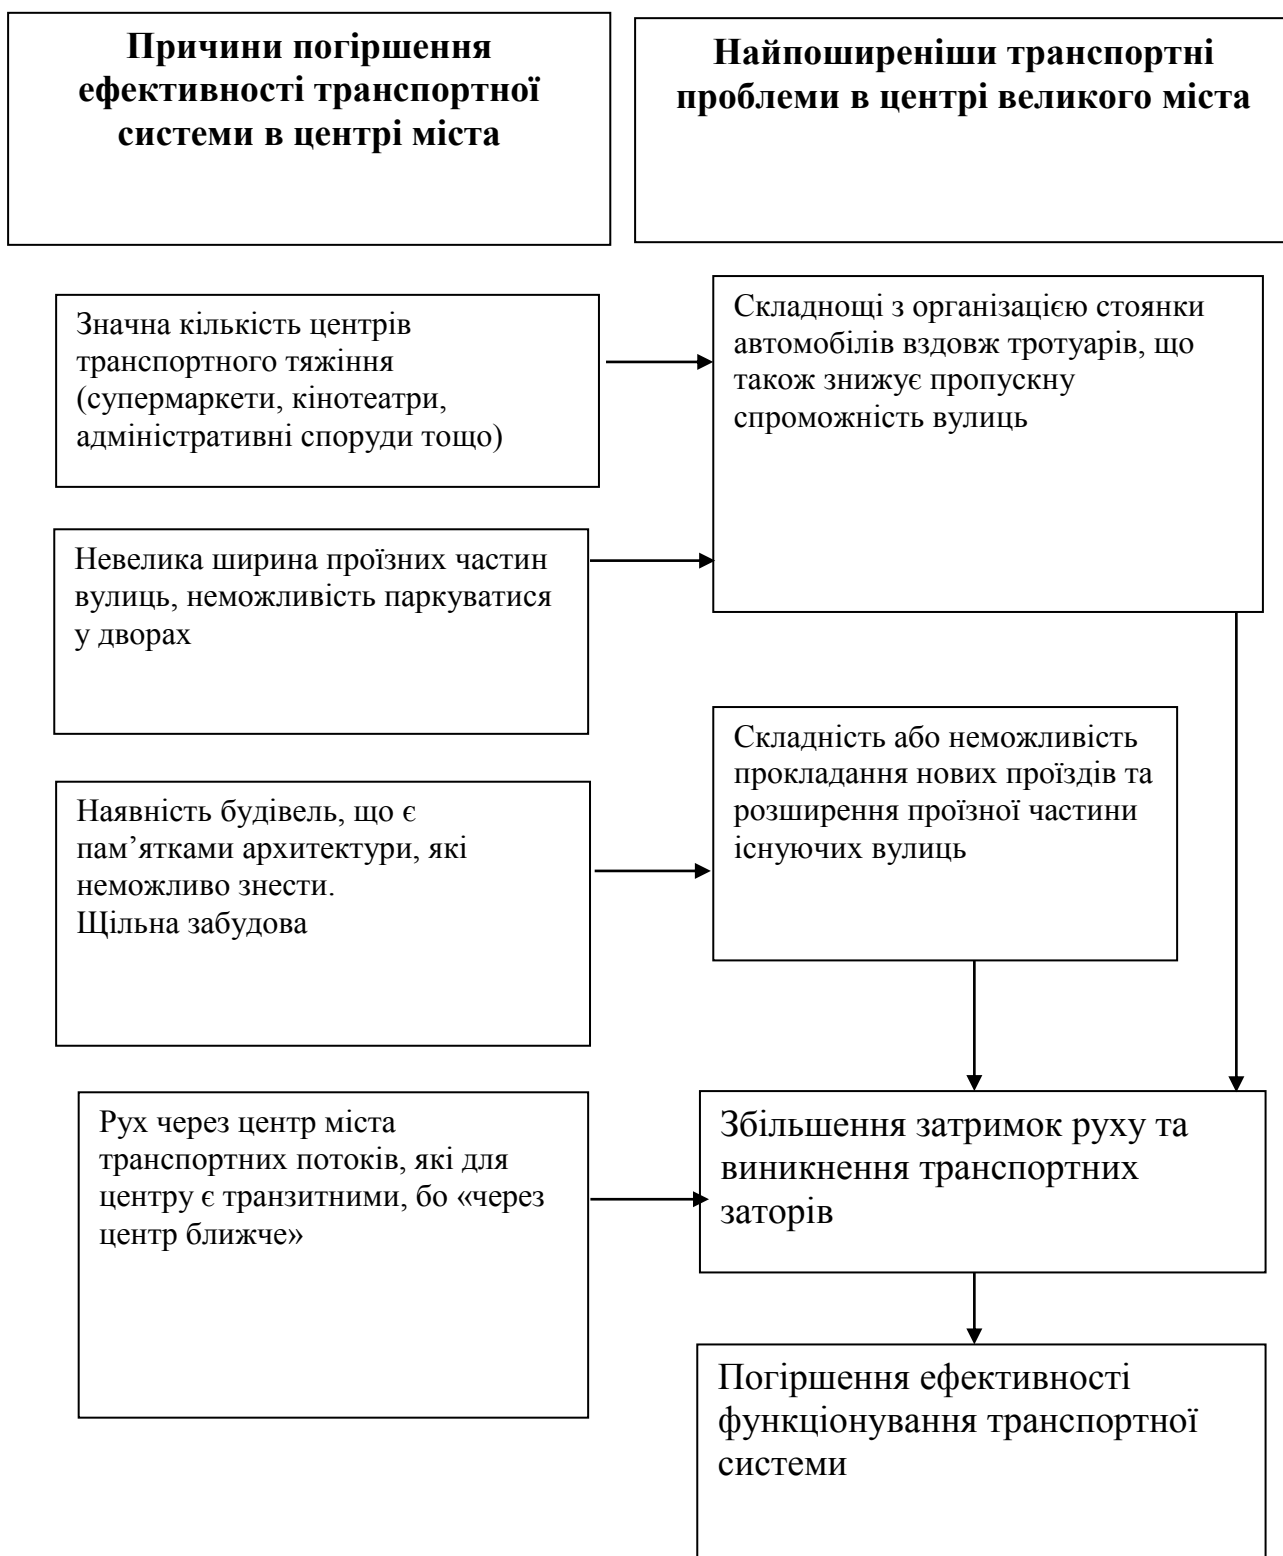 Причини погіршення
ефективності транспортної
системи в центрі міста
Найпоширеніши транспортні
проблеми в центрі великого міста
Значна кількість центрів
транспортного тяжіння
(супермаркети, кінотеатри,
адміністративні споруди тощо)
Складнощі з організацією стоянки
автомобілів вздовж тротуарів, що
також знижує пропускну
спроможність вулиць
Невелика ширина проїзних частин
вулиць, неможливість паркуватися
у дворах
Складність або неможливість
прокладання нових проїздів та
розширення проїзної частини
існуючих вулиць
Наявність будівель, що є
пам’ятками архитектури, які
неможливо знести.
Щільна забудова
Рух через центр міста
транспортних потоків, які для
центру є транзитними, бо «через
центр ближче»
Збільшення затримок руху та
виникнення транспортних
заторів
Погіршення ефективності
функціонування транспортної
системи